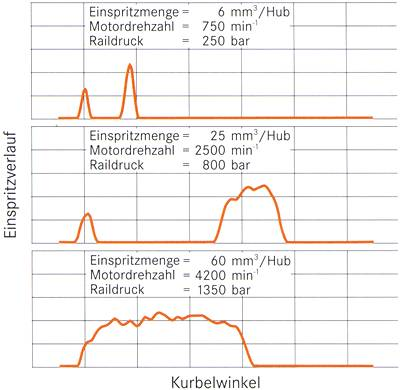 Einspritzmenge = 6 mm³/Hub
Motordrehzahl = 750 min⁻¹
Raildruck = 250 bar
Einspritzmenge = 25 mm³/Hub
Motordrehzahl = 2500 min⁻¹
Raildruck = 800 bar
Einspritzmenge = 60 mm³/Hub
Motordrehzahl = 4200 min⁻¹
Raildruck = 1350 bar
Einspritzverlauf
Kurbelwinkel